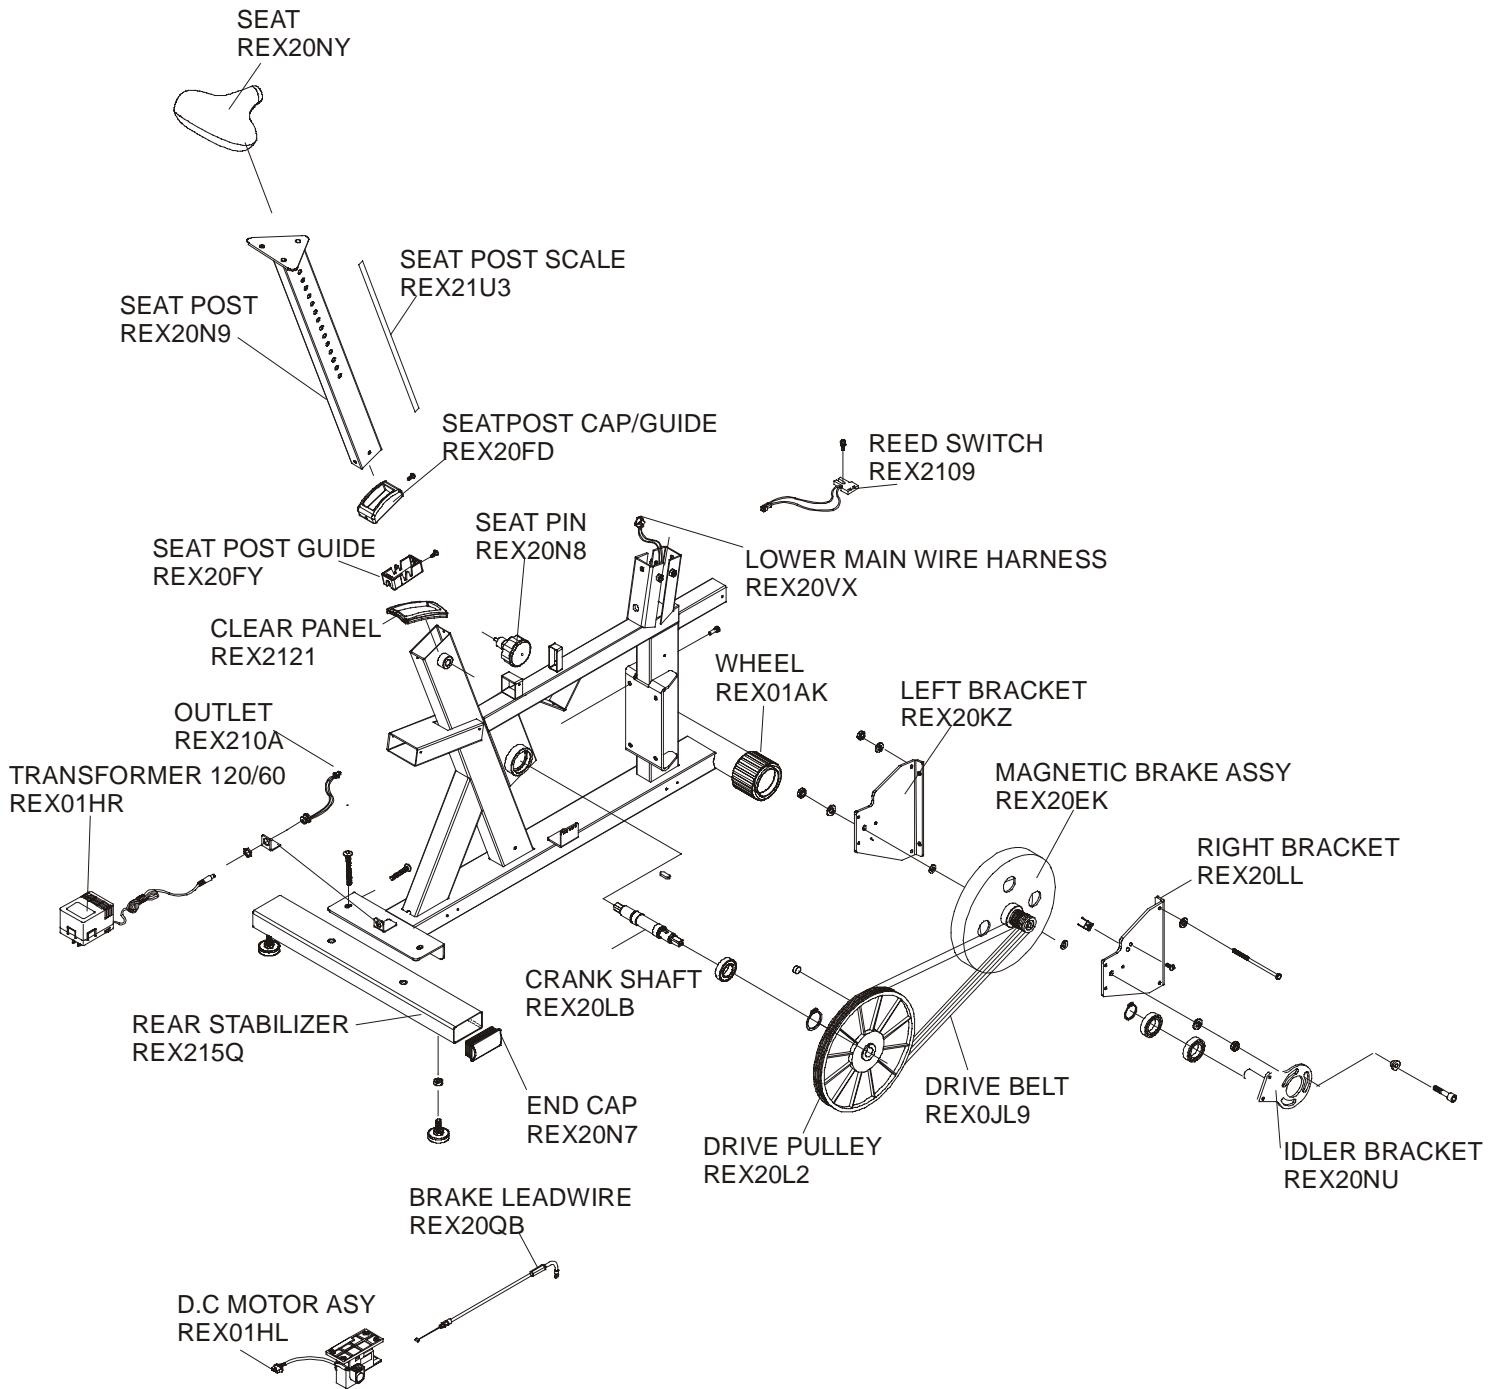 SEAT
REX20NY
SEAT POST SCALE
REX21U3
SEAT POST
REX20N9
SEATPOST CAP/GUIDE
REX20FD
REED SWITCH
REX2109
SEAT PIN
REX20N8
SEAT POST GUIDE
REX20FY
LOWER MAIN WIRE HARNESS
REX20VX
CLEAR PANEL
REX2121
WHEEL
REX01AK
LEFT BRACKET
REX20KZ
OUTLET
REX210A
TRANSFORMER 120/60
REX01HR
MAGNETIC BRAKE ASSY
REX20EK
RIGHT BRACKET
REX20LL
CRANK SHAFT
REX20LB
REAR STABILIZER
REX215Q
DRIVE BELT
REX0JL9
END CAP
REX20N7
DRIVE PULLEY
REX20L2
IDLER BRACKET
REX20NU
BRAKE LEADWIRE
REX20QB
D.C MOTOR ASY
REX01HL